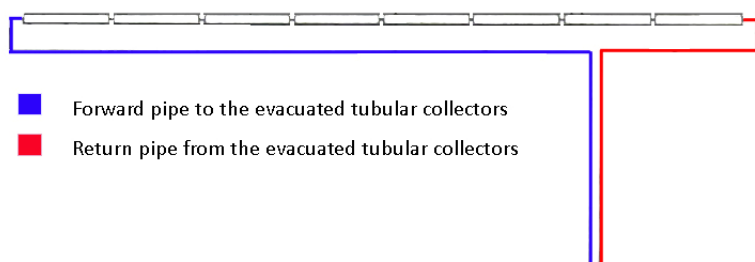 Forward pipe to the evacuated tubular collectors
Return pipe from the evacuated tubular collectors